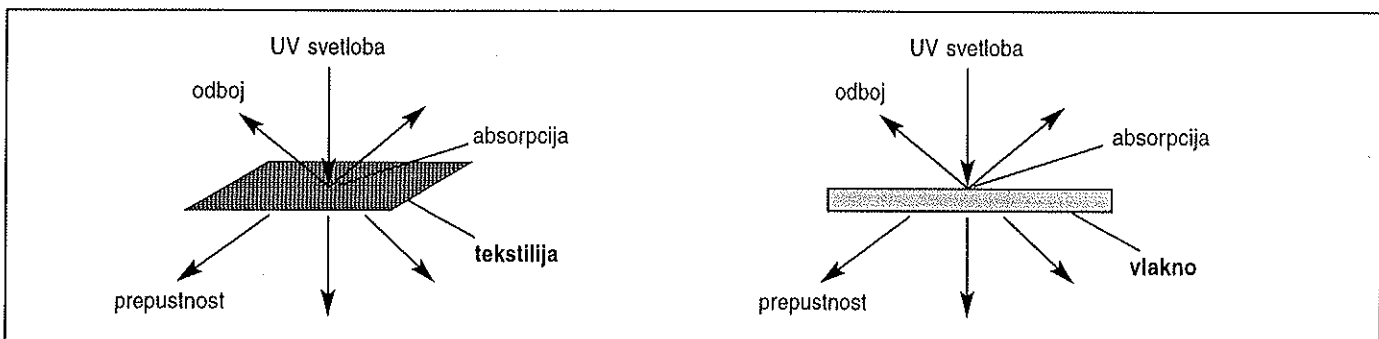 UV svetloba
odboj
absorpcija
tekstilija
prepustnost
UV svetloba
odboj
absorpcija
vlakno
prepustnost